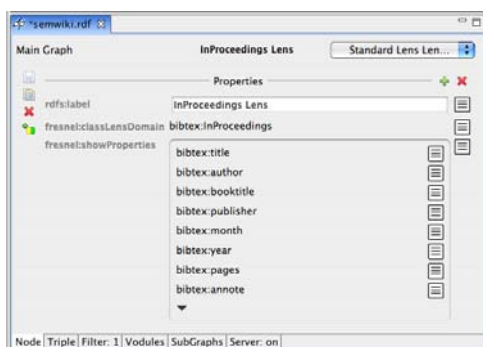 *semwiki.rdf
Main Graph InProceedings Lens Standard Lens Len...
Properties
rdfs:label InProceedings Lens
fresnel:classLensDomain bibtex:InProceedings
fresnel:showProperties
bibtex:title
bibtex:author
bibtex:booktitle
bibtex:publisher
bibtex:month
bibtex:year
bibtex:pages
bibtex:annote
Node Triple Filter: 1 Vodules SubGraphs Server: on